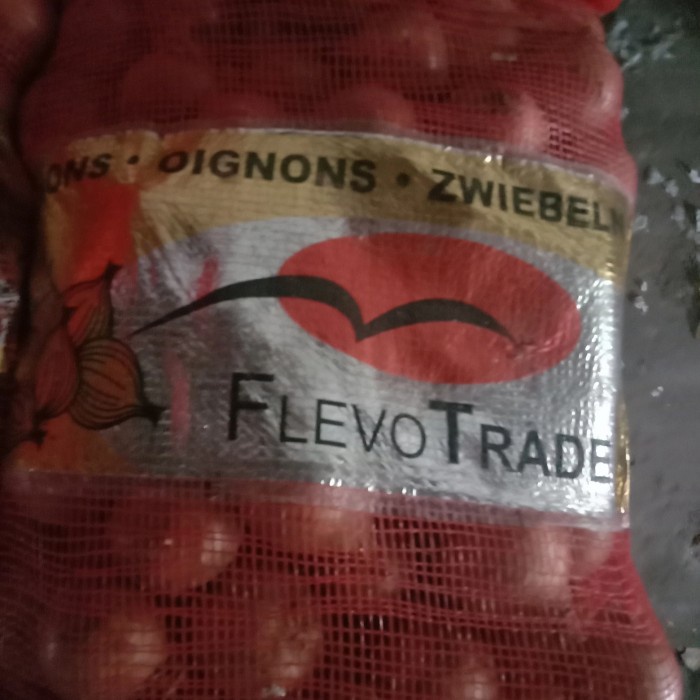 ONS • OIGNONS • ZWIEBELN
FLEVOTRADE